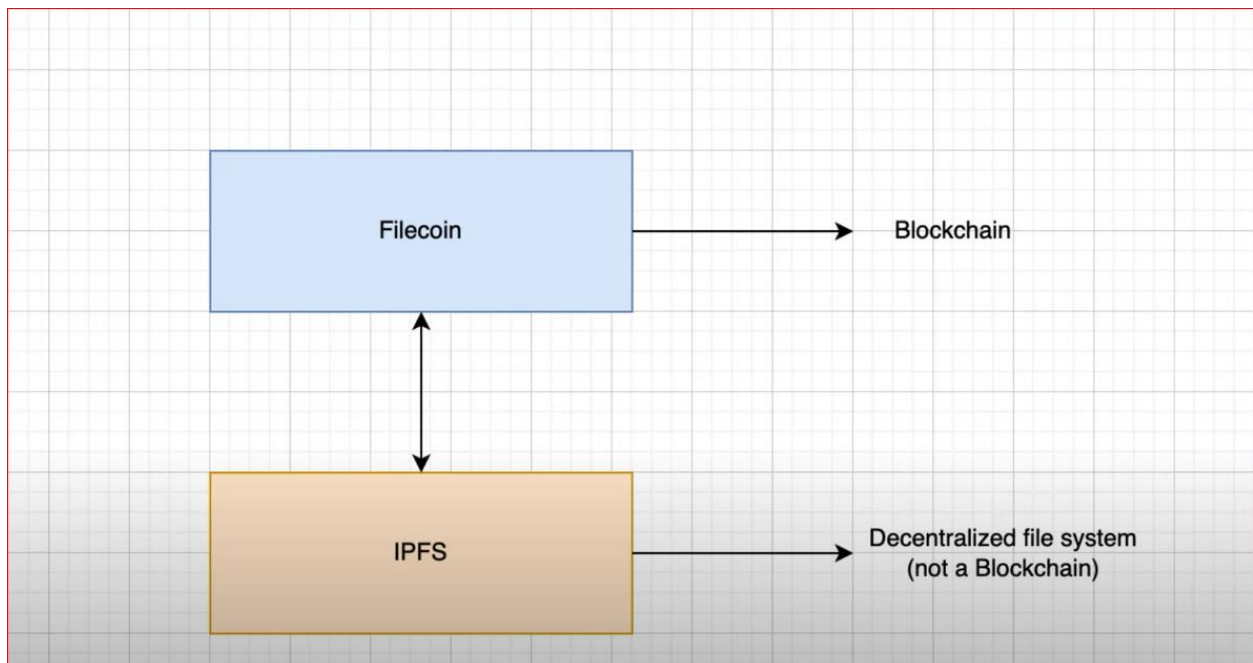 Filecoin
Blockchain
IPFS
Decentralized file system
(not a Blockchain)